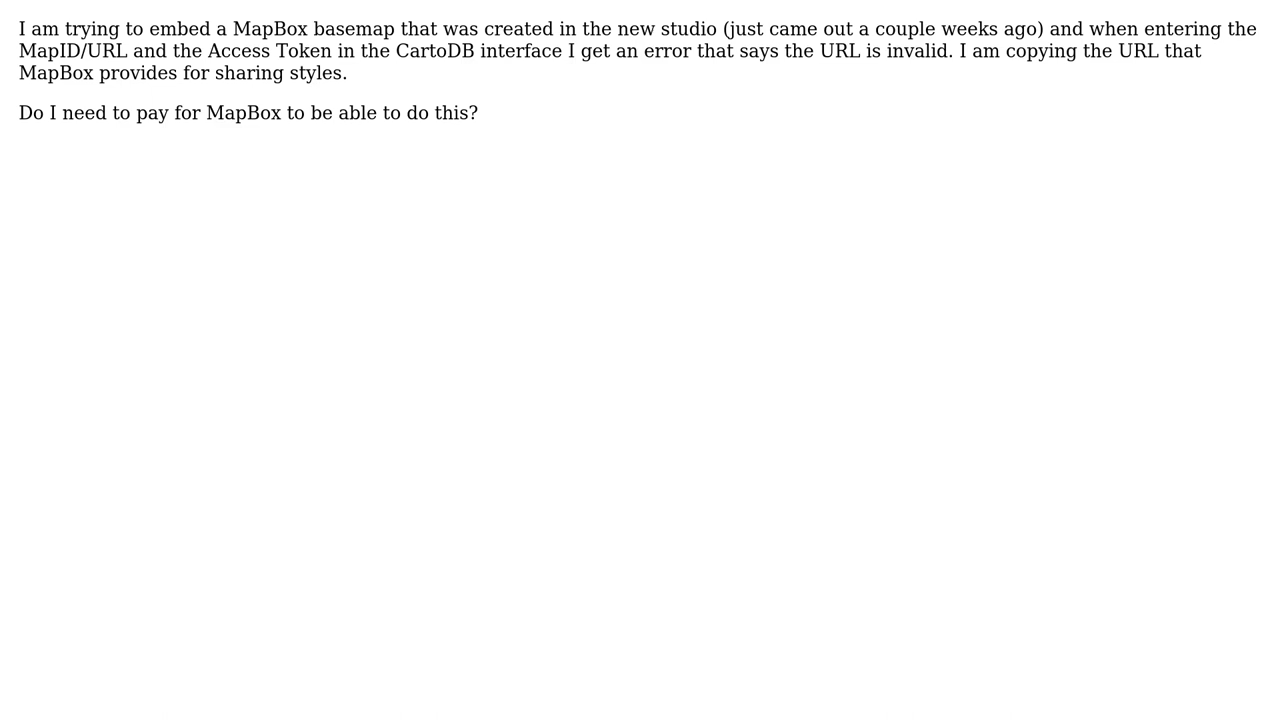 I am trying to embed a MapBox basemap that was created in the new studio (just came out a couple weeks ago) and when entering the
MapID/URL and the Access Token in the CartoDB interface I get an error that says the URL is invalid. I am copying the URL that
MapBox provides for sharing styles.
Do I need to pay for MapBox to be able to do this?